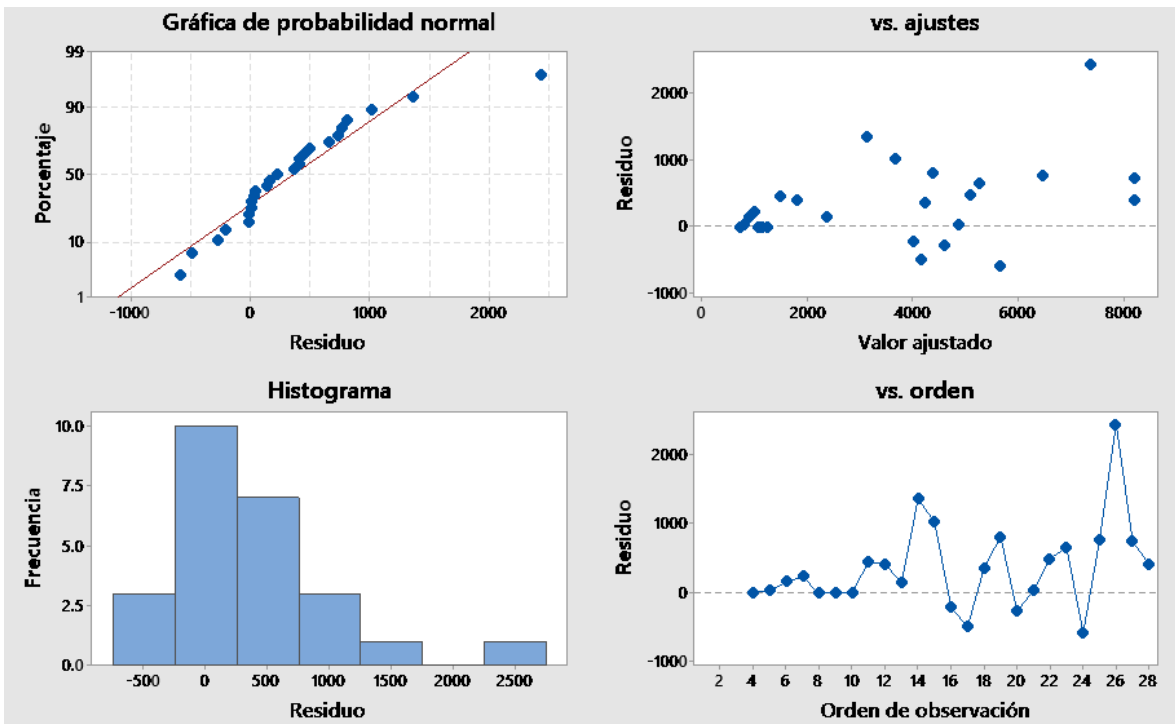 Gráfica de probabilidad normal
99
90
50
10
1
Porcentaje
-1000 0 1000 2000
Residuo
vs. ajustes
2000
1000
0
-1000
Residuo
0 2000 4000 6000 8000
Valor ajustado
Histograma
10.0
7.5
5.0
2.5
0.0
Frecuencia
-500 0 500 1000 1500 2000 2500
Residuo
vs. orden
2000
1000
0
-1000
Residuo
2 4 6 8 10 12 14 16 18 20 22 24 26 28
Orden de observación